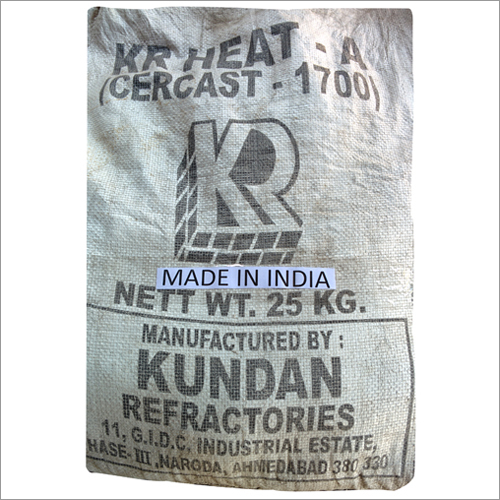 KR HEAT - A
(CERCAST - 1700)
KR
MADE IN INDIA
NETT WT. 25 KG.
MANUFACTURED BY :
KUNDAN
REFRACTORIES
11, G.I.D.C, INDUSTRIAL ESTATE,
HASE- III ,NARODA, AHMEDABAD 380 330